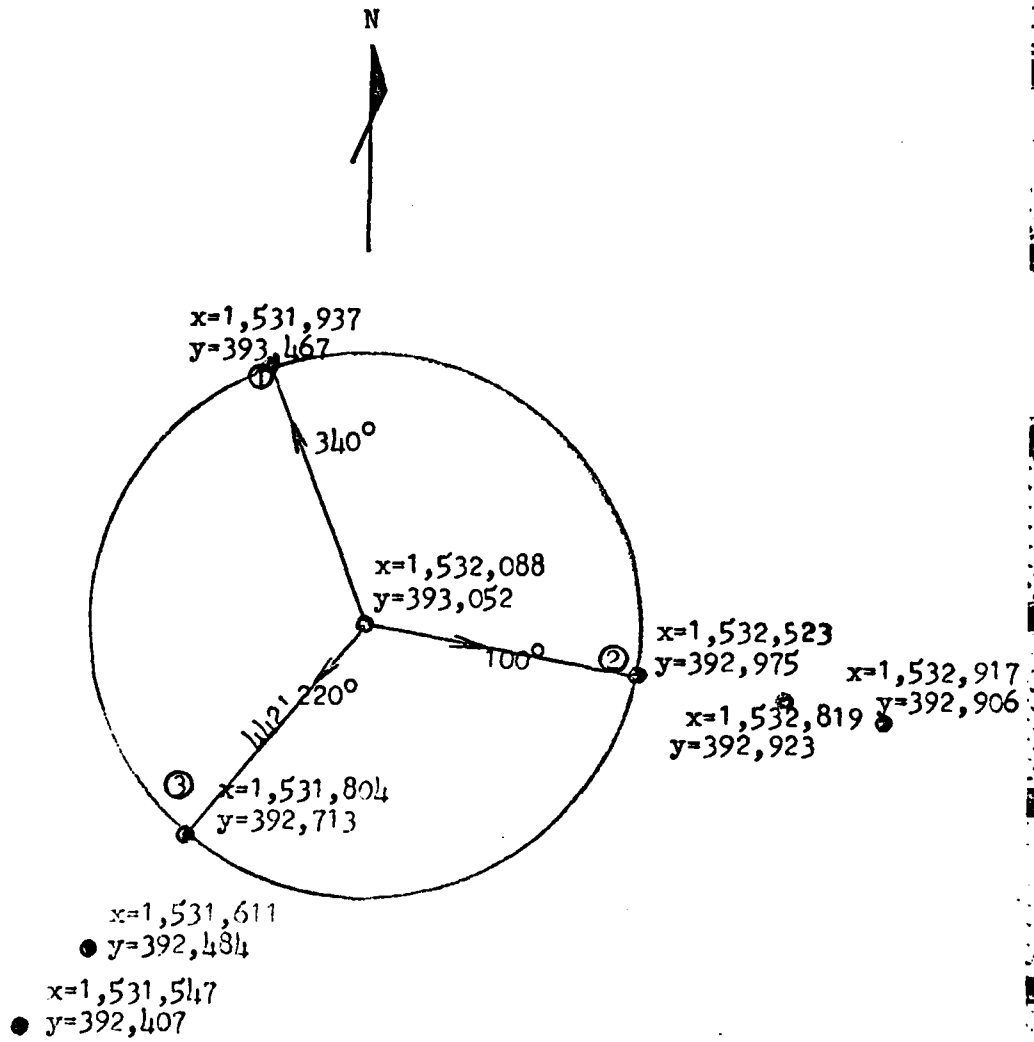 N
x=1,531,937
y=393,467
1
340°
x=1,532,088
y=393,052
100°
2
x=1,532,523
y=392,975
x=1,532,917
y=392,906
x=1,532,819
y=392,923
220°
442'
3
x=1,531,804
y=392,713
x=1,531,611
y=392,484
x=1,531,547
y=392,407